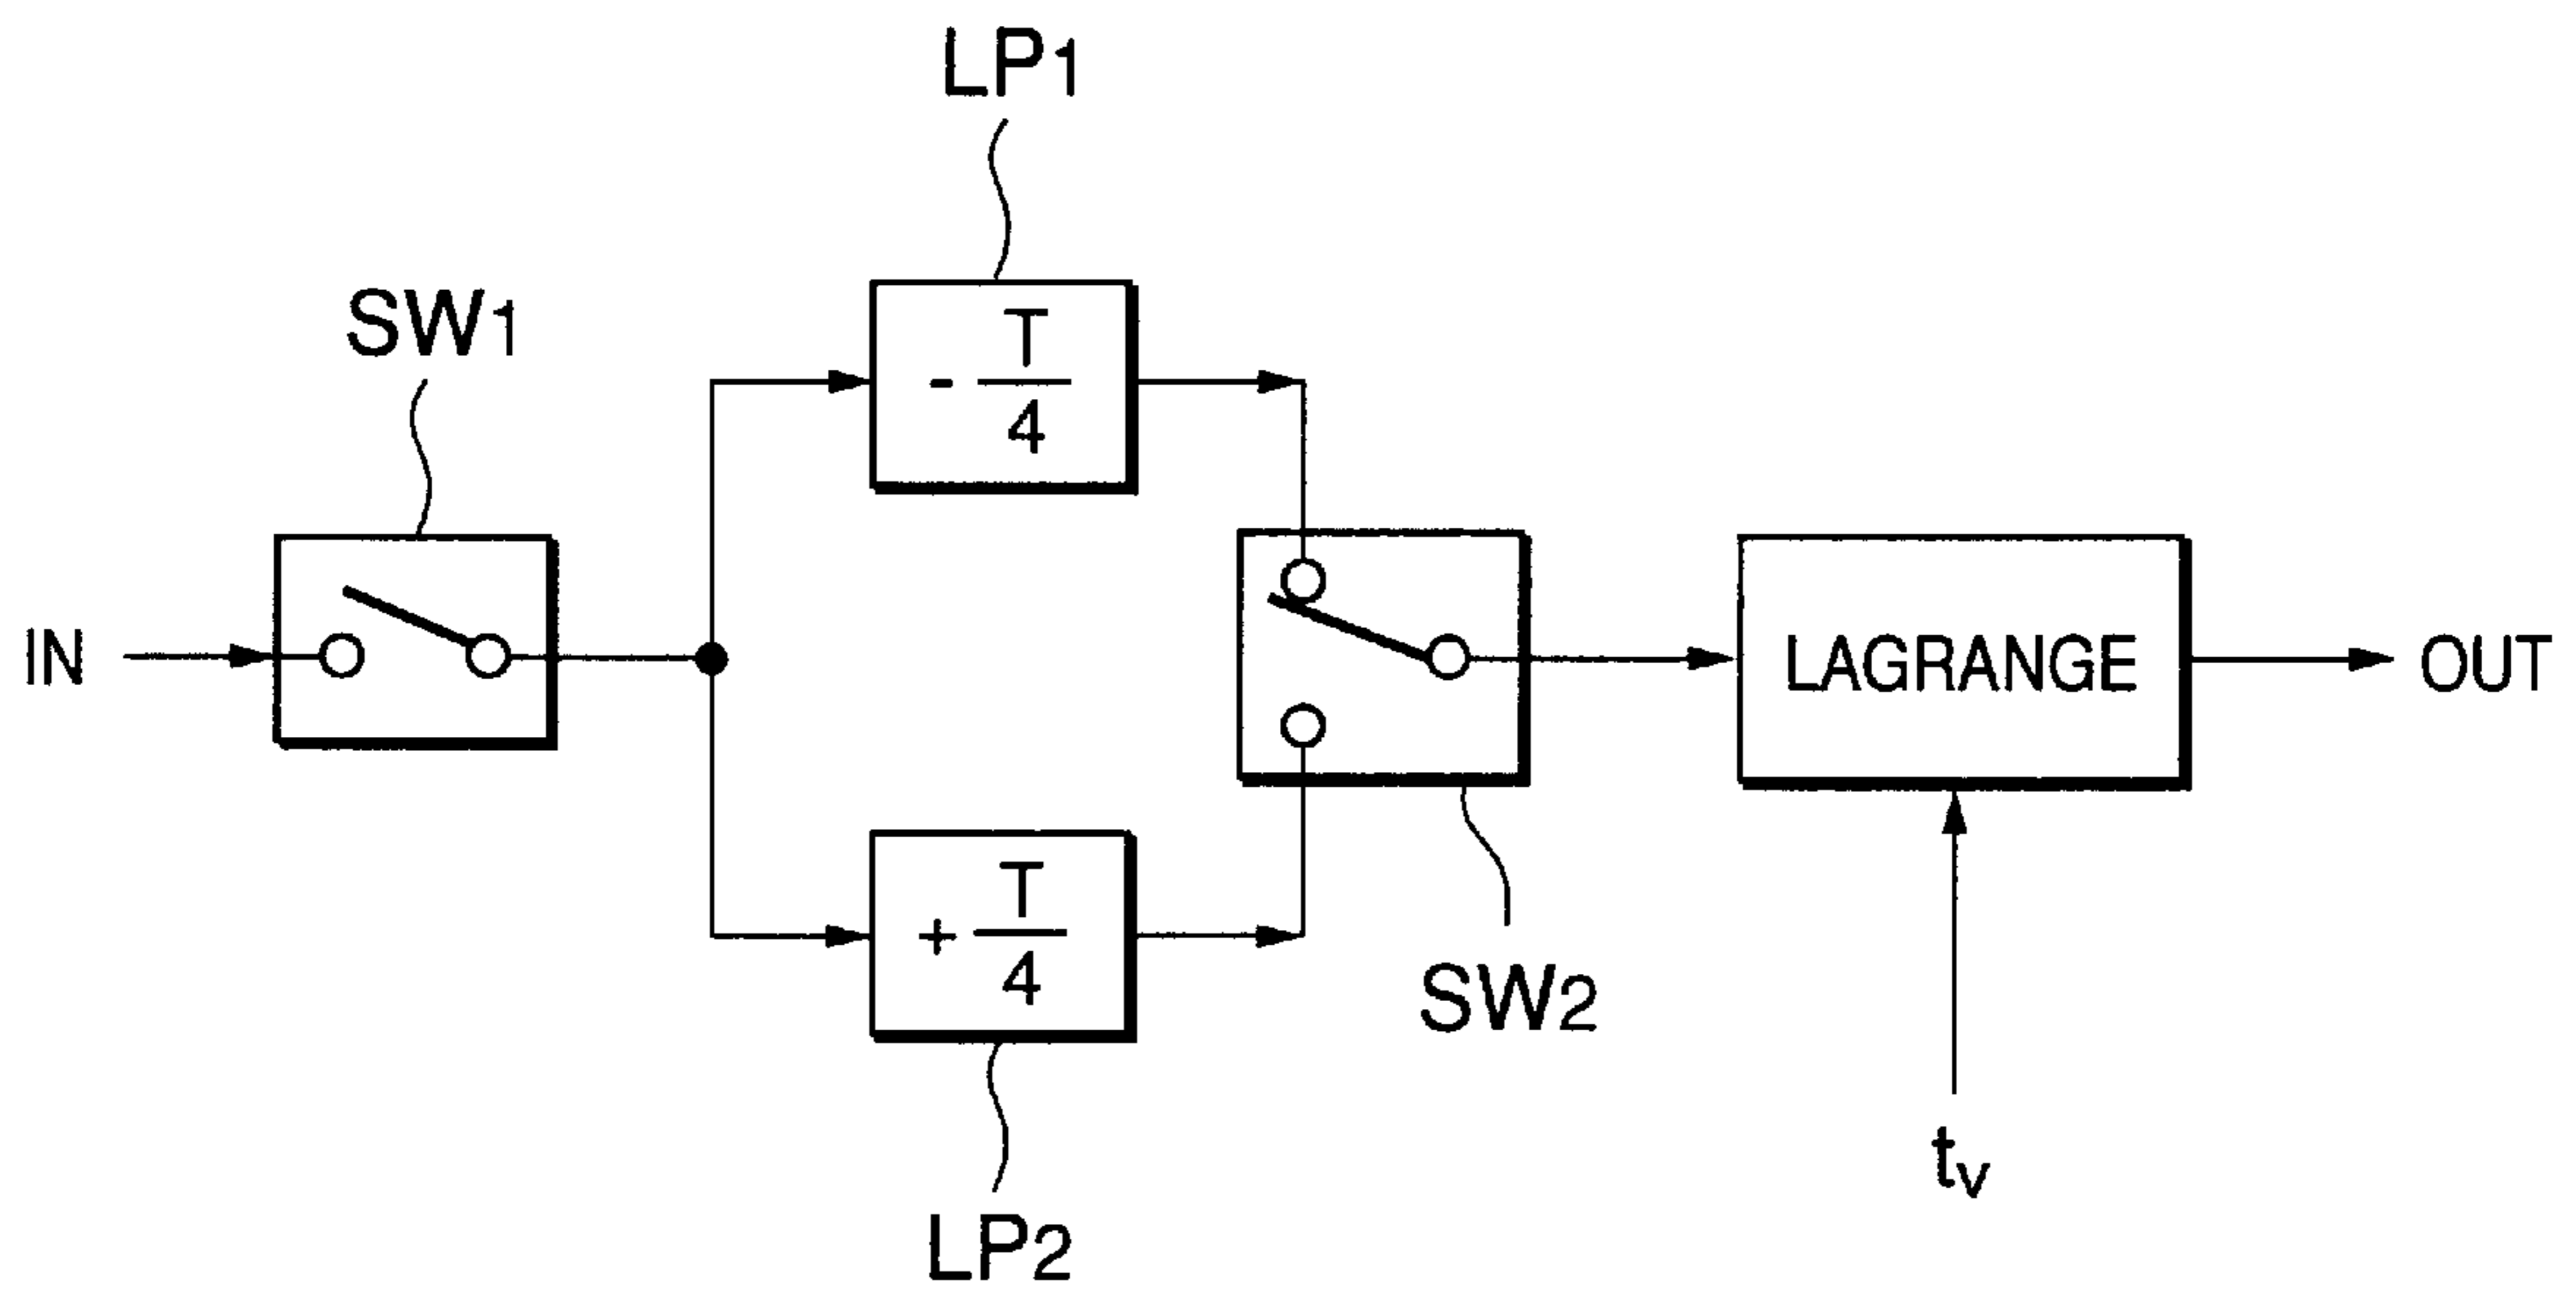 LP1
SW1
- T/4
IN
LAGRANGE
OUT
+ T/4
SW2
tv
LP2